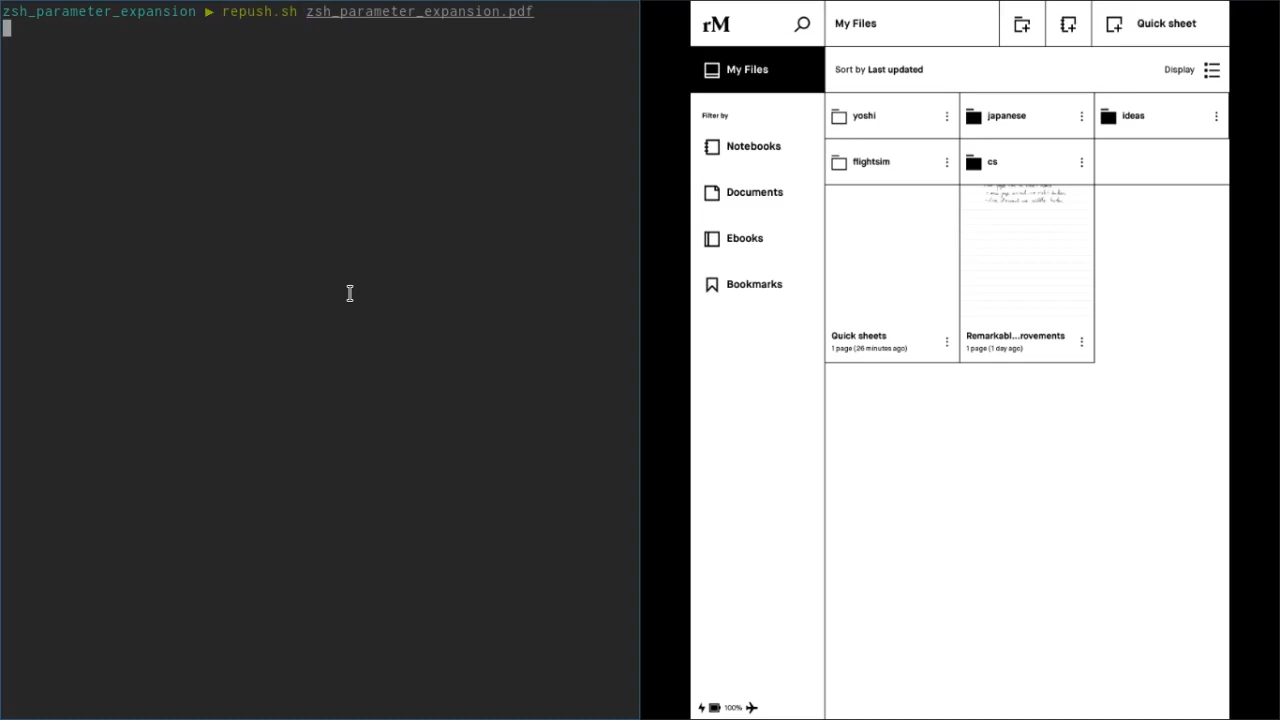 zsh_parameter_expansion ▶ repush.sh zsh_parameter_expansion.pdf
rM
My Files
Quick sheet
My Files
Sort by Last updated
Display
Filter by
Notebooks
Documents
Ebooks
Bookmarks
yoshi
japanese
ideas
flightsim
cs
Quick sheets
1 page (26 minutes ago)
Remarkabl...rovements
1 page (1 day ago)
100%